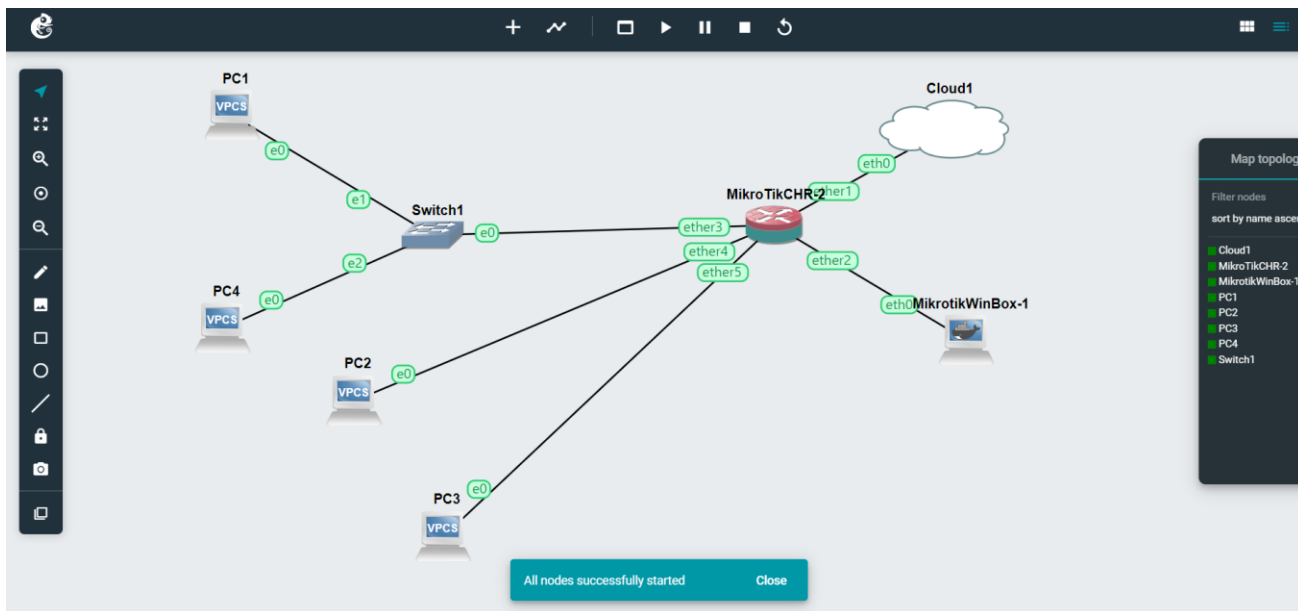 PC1
VPCS
e0
e1
Cloud1
eth0
ether1
MikroTikCHR-2
Switch1
e0
ether3
ether4
ether5
ether2
e2
PC4
e0
VPCS
eth0
MikrotikWinBox-1
PC2
e0
VPCS
PC3
e0
VPCS
Map topolog
Filter nodes
sort by name ascen
Cloud1
MikroTikCHR-2
MikrotikWinBox-1
PC1
PC2
PC3
PC4
Switch1
All nodes successfully started Close